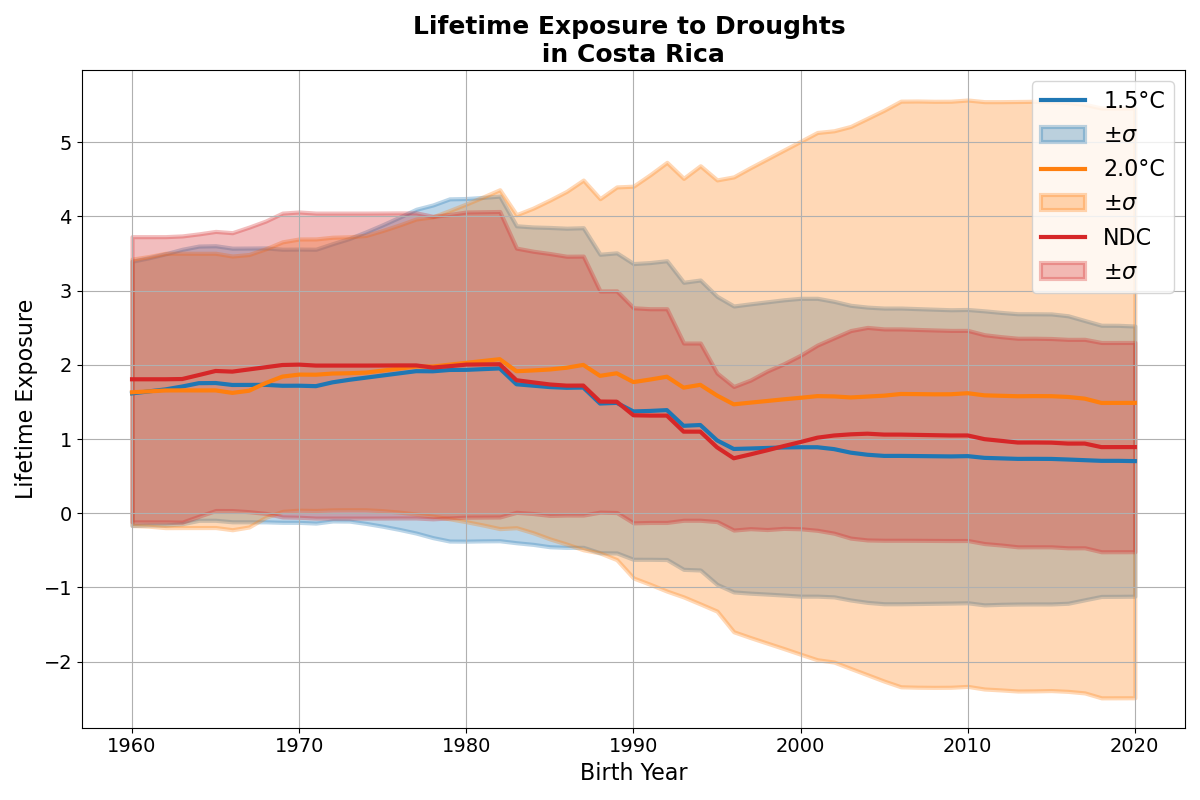 Lifetime Exposure to Droughts
in Costa Rica
1.5°C
±σ
2.0°C
±σ
NDC
±σ
Lifetime Exposure
5
4
3
2
1
0
−1
−2
1960 1970 1980 1990 2000 2010 2020
Birth Year